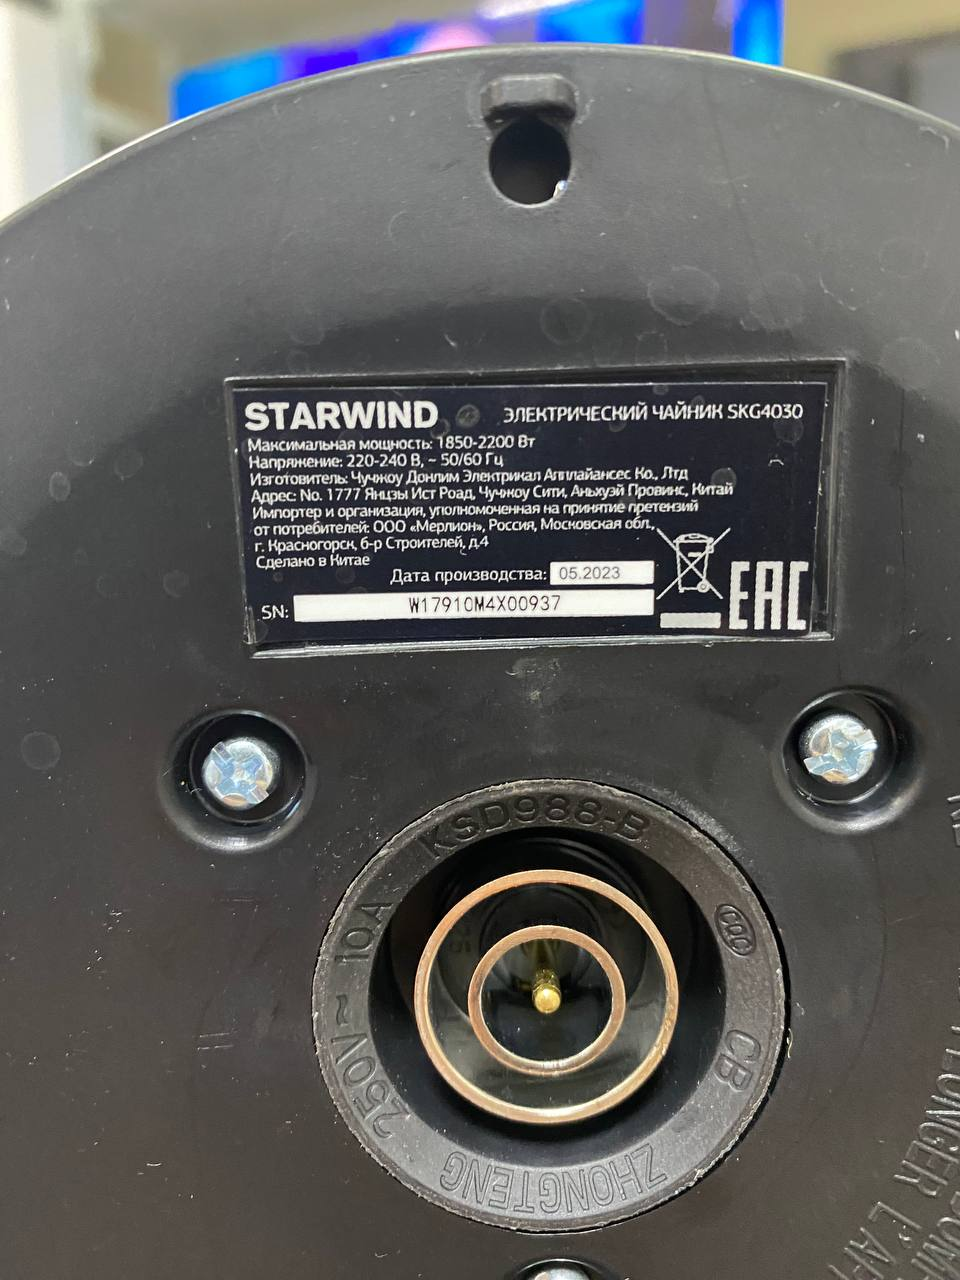 STARWIND
ЭЛЕКТРИЧЕСКИЙ ЧАЙНИК SKG4030
Максимальная мощность: 1850-2200 Вт
Напряжение: 220-240 В, ~ 50/60 Гц
Изготовитель: Чучжоу Донлим Электрикал Апплайансес Ко., Лтд
Адрес: No. 1777 Янцзы Ист Роад, Чучжоу Сити, Аньхуэй Провинс, Китай
Импортер и организация, уполномоченная на принятие претензий
от потребителей: ООО «Мерлион», Россия, Московская обл.,
г. Красногорск, б-р Строителей, д.4
Сделано в Китае
Дата производства: 05.2023
SN: W17910M4X00937
EAC
KSD988-B
CQC
CB
ZHONGTENG
250V~ 10A